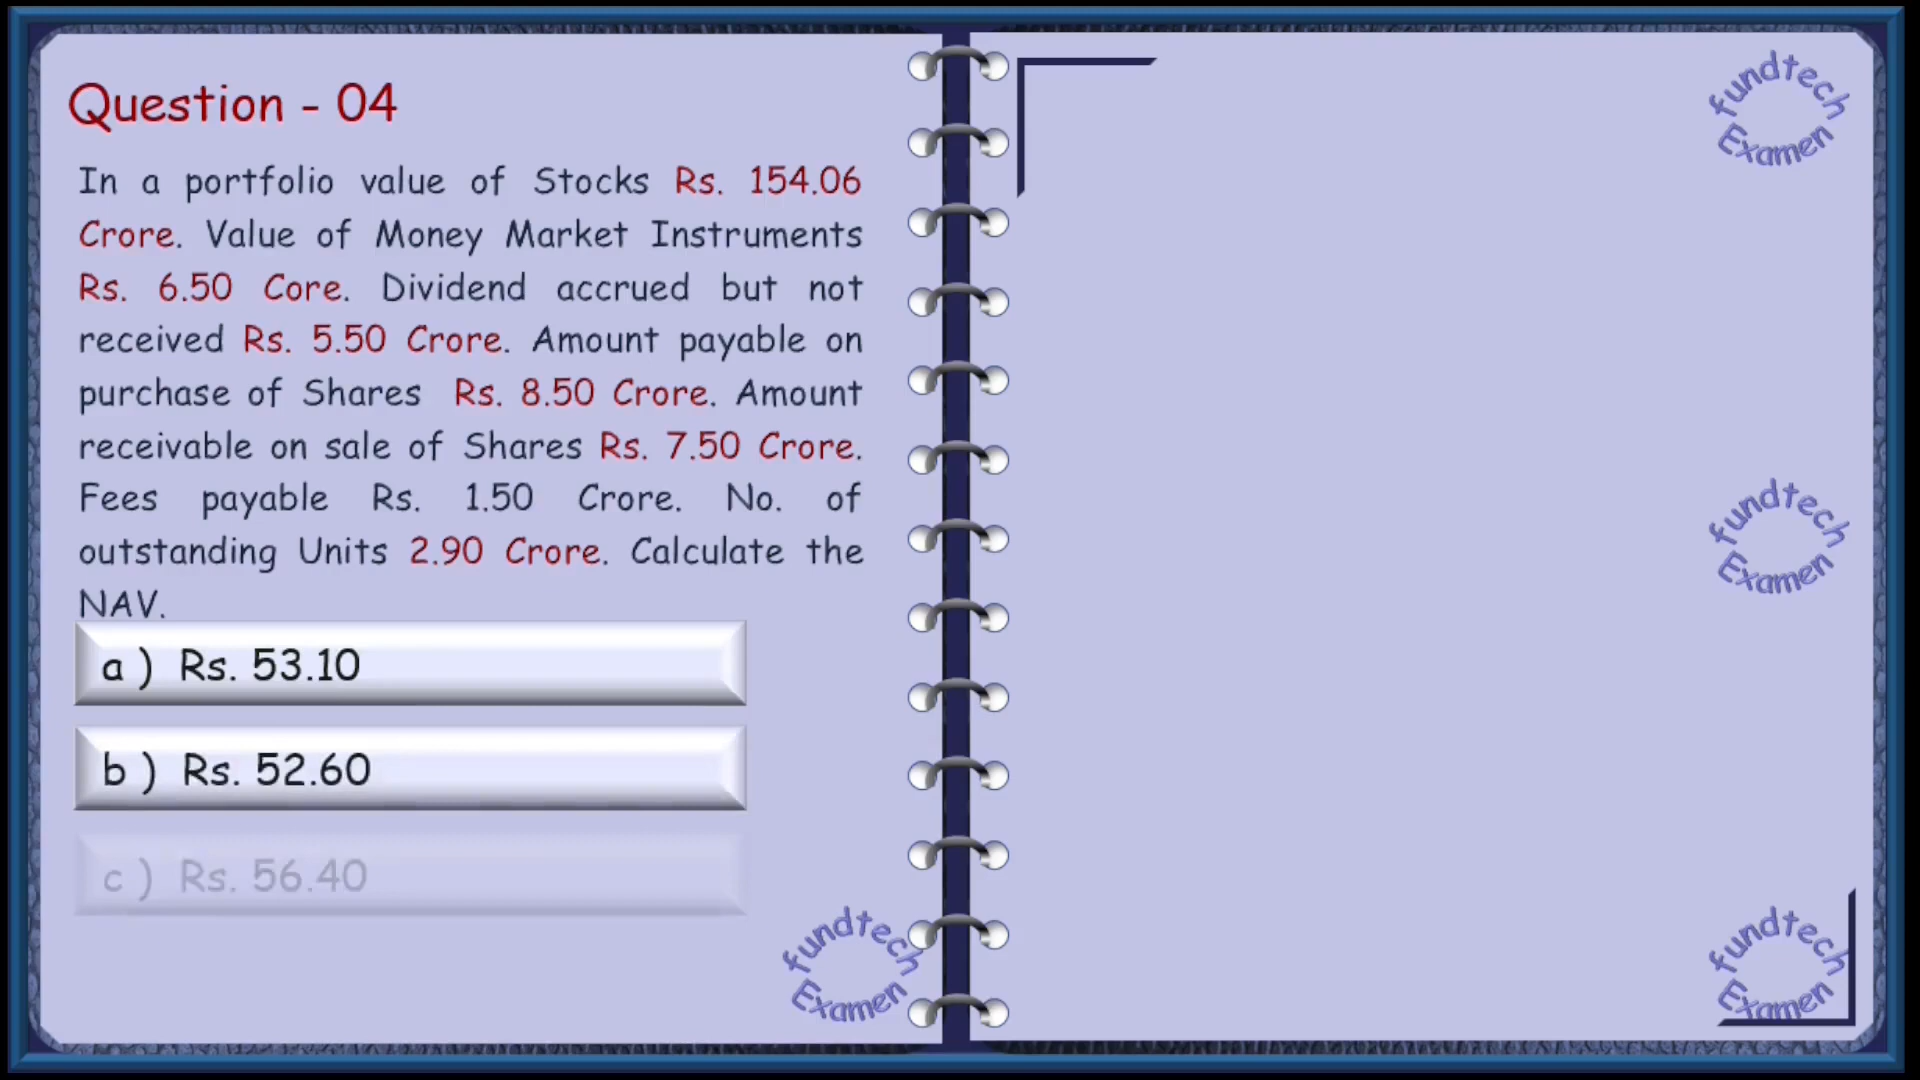 Question - 04
In a portfolio value of Stocks Rs. 154.06
Crore. Value of Money Market Instruments
Rs. 6.50 Core. Dividend accrued but not
received Rs. 5.50 Crore. Amount payable on
purchase of Shares Rs. 8.50 Crore. Amount
receivable on sale of Shares Rs. 7.50 Crore.
Fees payable Rs. 1.50 Crore. No. of
outstanding Units 2.90 Crore. Calculate the
NAV.
a ) Rs. 53.10
b ) Rs. 52.60
c ) Rs. 56.40
fundtech
Examen
fundtech
Examen
fundtech
Examen
fundtech
Examen